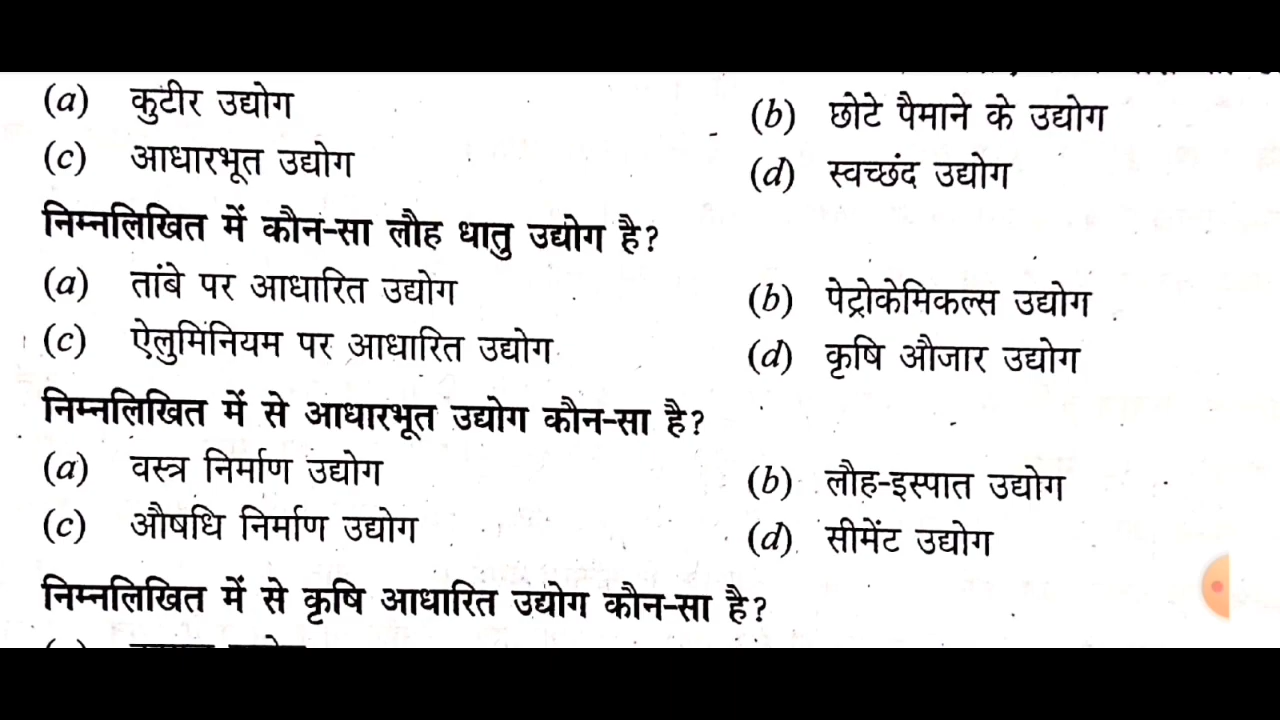 (a) कुटीर उद्योग (b) छोटे पैमाने के उद्योग
(c) आधारभूत उद्योग (d) स्वच्छंद उद्योग
निम्नलिखित में कौन-सा लौह धातु उद्योग है?
(a) तांबे पर आधारित उद्योग (b) पेट्रोकेमिकल्स उद्योग
(c) ऐलुमिनियम पर आधारित उद्योग (d) कृषि औजार उद्योग
निम्नलिखित में से आधारभूत उद्योग कौन-सा है?
(a) वस्त्र निर्माण उद्योग (b) लौह-इस्पात उद्योग
(c) औषधि निर्माण उद्योग (d) सीमेंट उद्योग
निम्नलिखित में से कृषि आधारित उद्योग कौन-सा है?